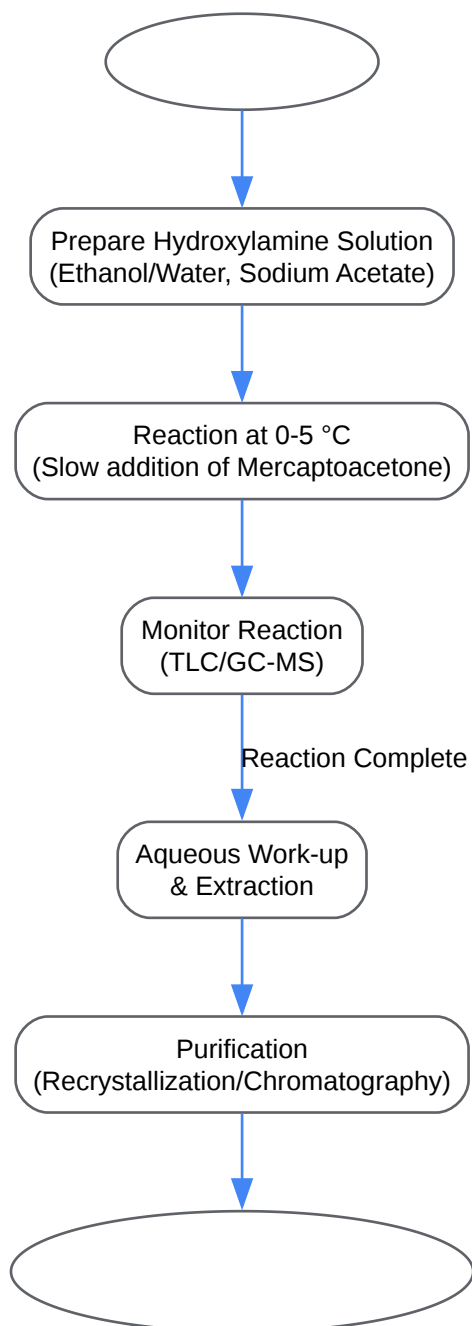 Prepare Hydroxylamine Solution
(Ethanol/Water, Sodium Acetate)
Reaction at 0-5 °C
(Slow addition of Mercaptoacetone)
Monitor Reaction
(TLC/GC-MS)
Reaction Complete
Aqueous Work-up
& Extraction
Purification
(Recrystallization/Chromatography)